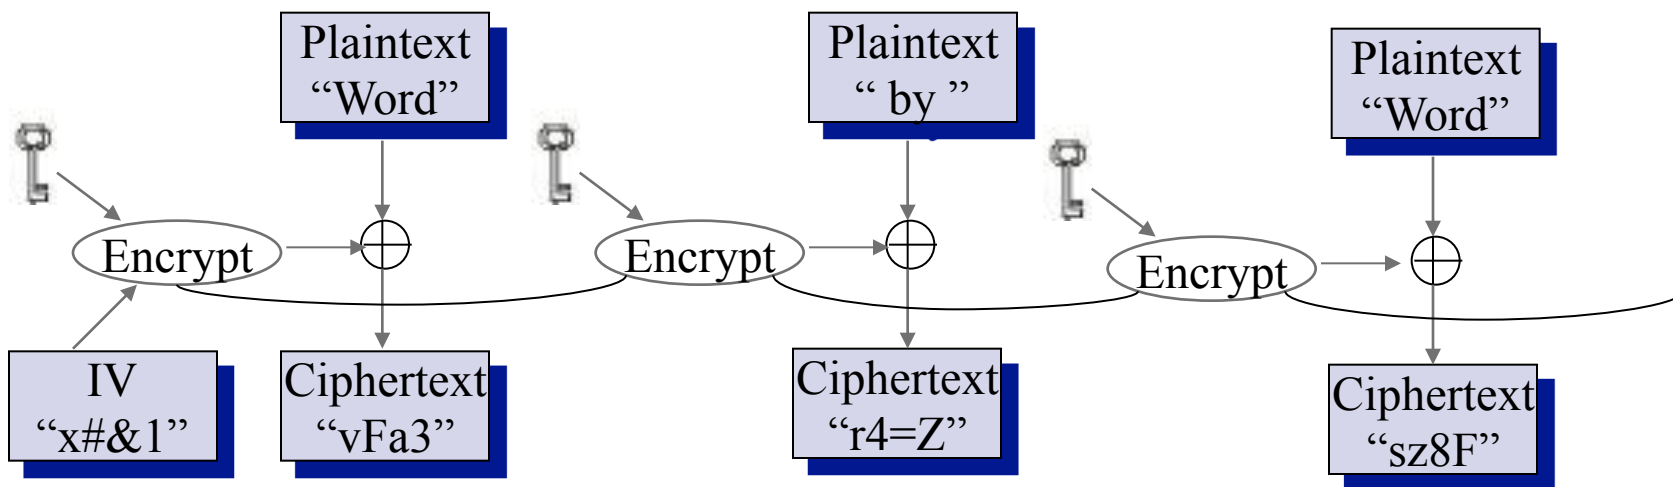 Plaintext
“Word”
Plaintext
“ by ”
Plaintext
“Word”
Encrypt
Encrypt
Encrypt
IV
“x#&1”
Ciphertext
“vFa3”
Ciphertext
“r4=Z”
Ciphertext
“sz8F”